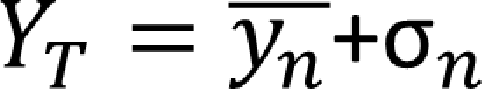 $Y_T = \overline{y_n} + σ_n$